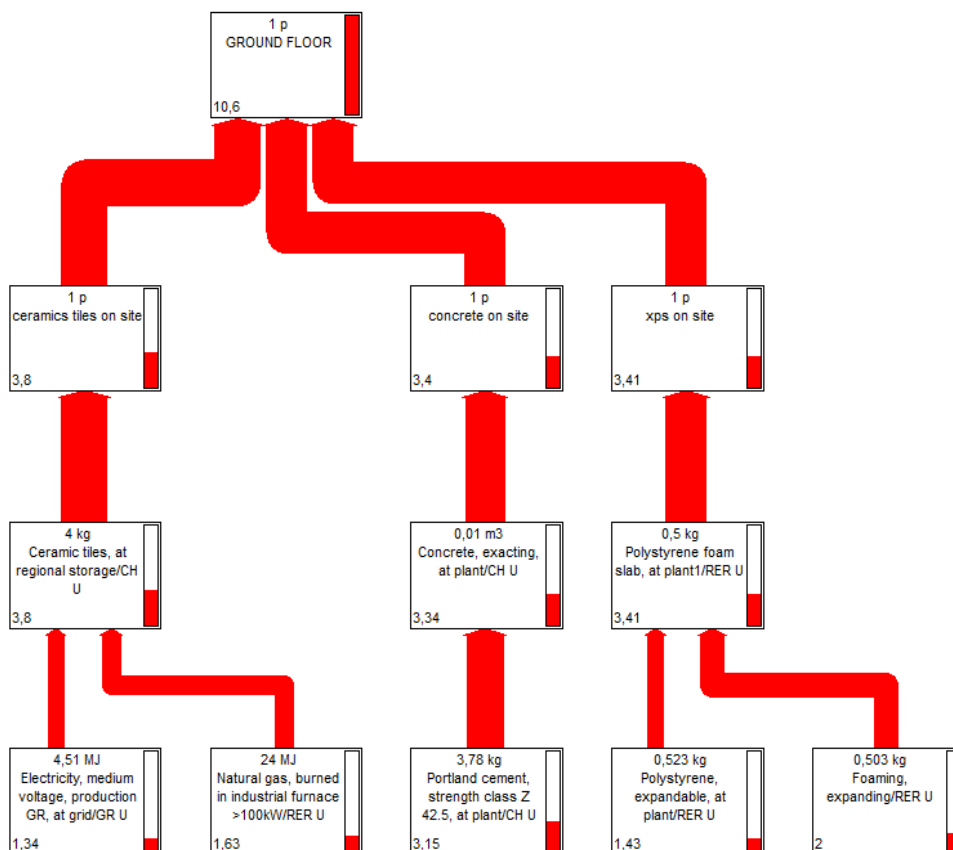 1 p
GROUND FLOOR
10,6
1 p
ceramics tiles on site
3,8
1 p
concrete on site
3,4
1 p
xps on site
3,41
4 kg
Ceramic tiles, at
regional storage/CH
U
3,8
0,01 m3
Concrete, exacting,
at plant/CH U
3,34
0,5 kg
Polystyrene foam
slab, at plant1/RER U
3,41
4,51 MJ
Electricity, medium
voltage, production
GR, at grid/GR U
1,34
24 MJ
Natural gas, burned
in industrial furnace
>100kW/RER U
1,63
3,78 kg
Portland cement,
strength class Z
42.5, at plant/CH U
3,15
0,523 kg
Polystyrene,
expandable, at
plant/RER U
1,43
0,503 kg
Foaming,
expanding/RER U
2